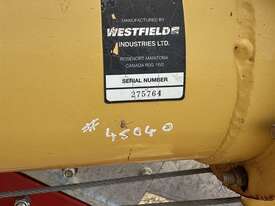 MANUFACTURED BY
WESTFIELD
INDUSTRIES LTD.
ROSENORT MANITOBA
CANADA R0G 1W0
SERIAL NUMBER
275764
# 45040